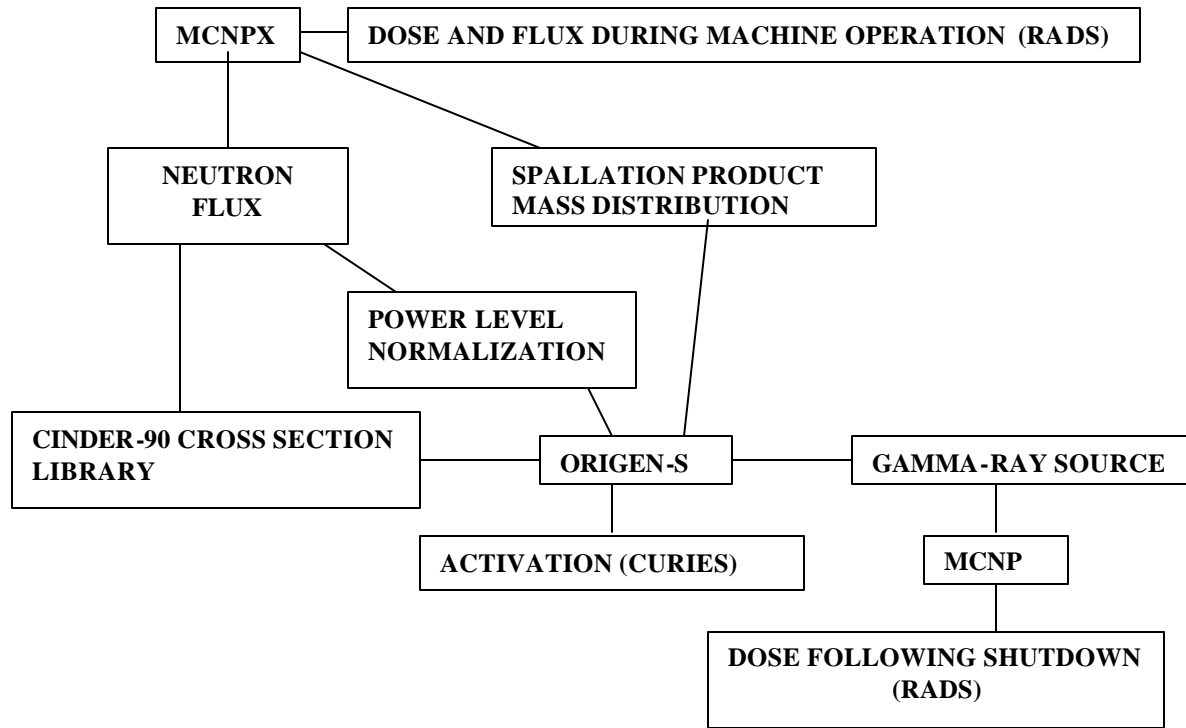 MCNPX
DOSE AND FLUX DURING MACHINE OPERATION (RADS)
NEUTRON
FLUX
SPALLATION PRODUCT
MASS DISTRIBUTION
POWER LEVEL
NORMALIZATION
CINDER-90 CROSS SECTION
LIBRARY
ORIGEN-S
GAMMA-RAY SOURCE
ACTIVATION (CURIES)
MCNP
DOSE FOLLOWING SHUTDOWN
(RADS)